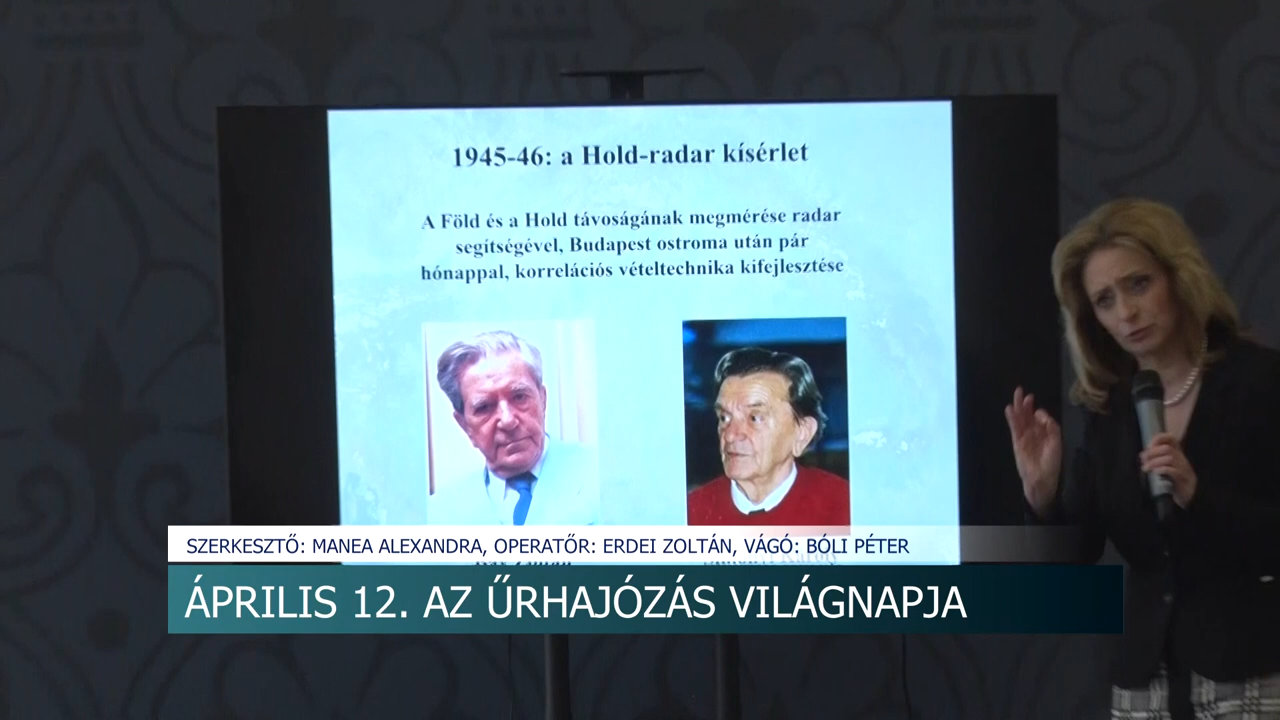 1945-46: a Hold-radar kísérlet
A Föld és a Hold távoságának megmérése radar
segítségével, Budapest ostroma után pár
hónappal, korrelációs vételtechnika kifejlesztése
SZERKESZTŐ: MANEA ALEXANDRA, OPERATŐR: ERDEI ZOLTÁN, VÁGÓ: BÓLI PÉTER
ÁPRILIS 12. AZ ŰRHAJÓZÁS VILÁGNAPJA